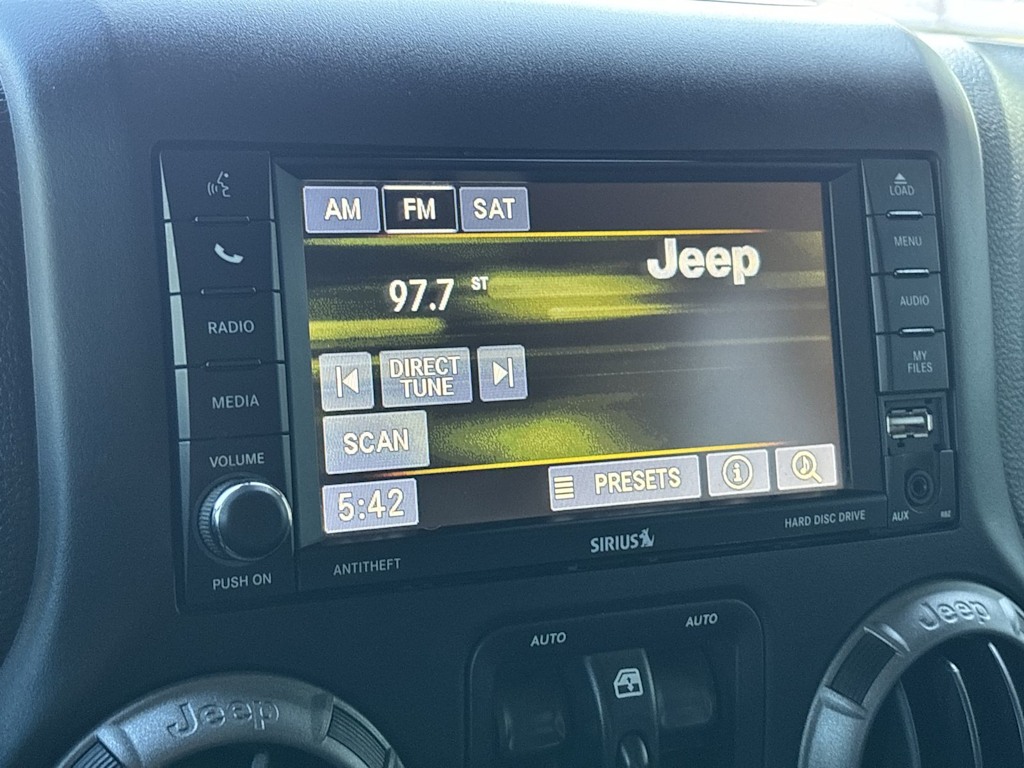 AM FM SAT
Jeep
97.7 ST
DIRECT
TUNE
SCAN
5:42 PRESETS
RADIO
MEDIA
VOLUME
PUSH ON
LOAD
MENU
AUDIO
MY
FILES
AUX RBZ
ANTITHEFT SIRIUS HARD DISC DRIVE
AUTO AUTO
Jeep Jeep